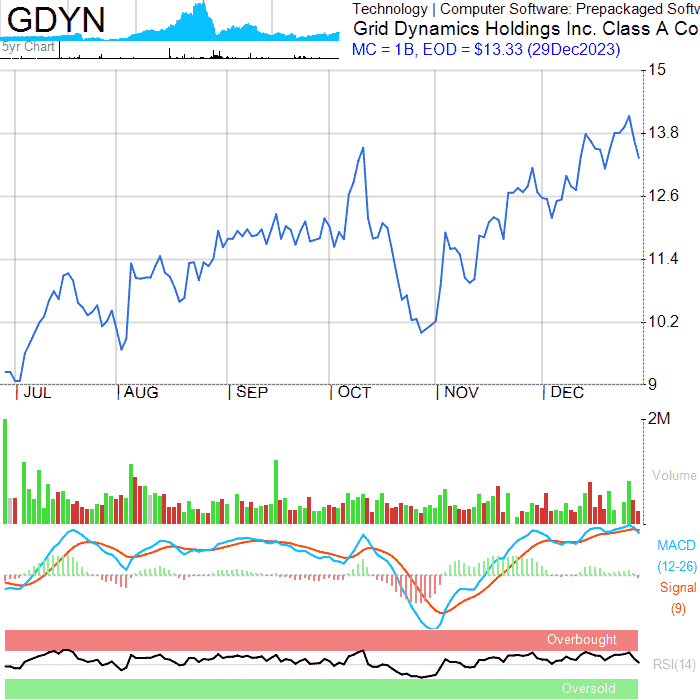 GDYN
5yr Chart
Technology | Computer Software: Prepackaged Softw
Grid Dynamics Holdings Inc. Class A Co
MC = 1B, EOD = $13.33 (29Dec2023)
15
13.8
12.6
11.4
10.2
9
JUL AUG SEP OCT NOV DEC
2M
Volume
MACD
(12-26)
Signal
(9)
Overbought
RSI(14)
Oversold